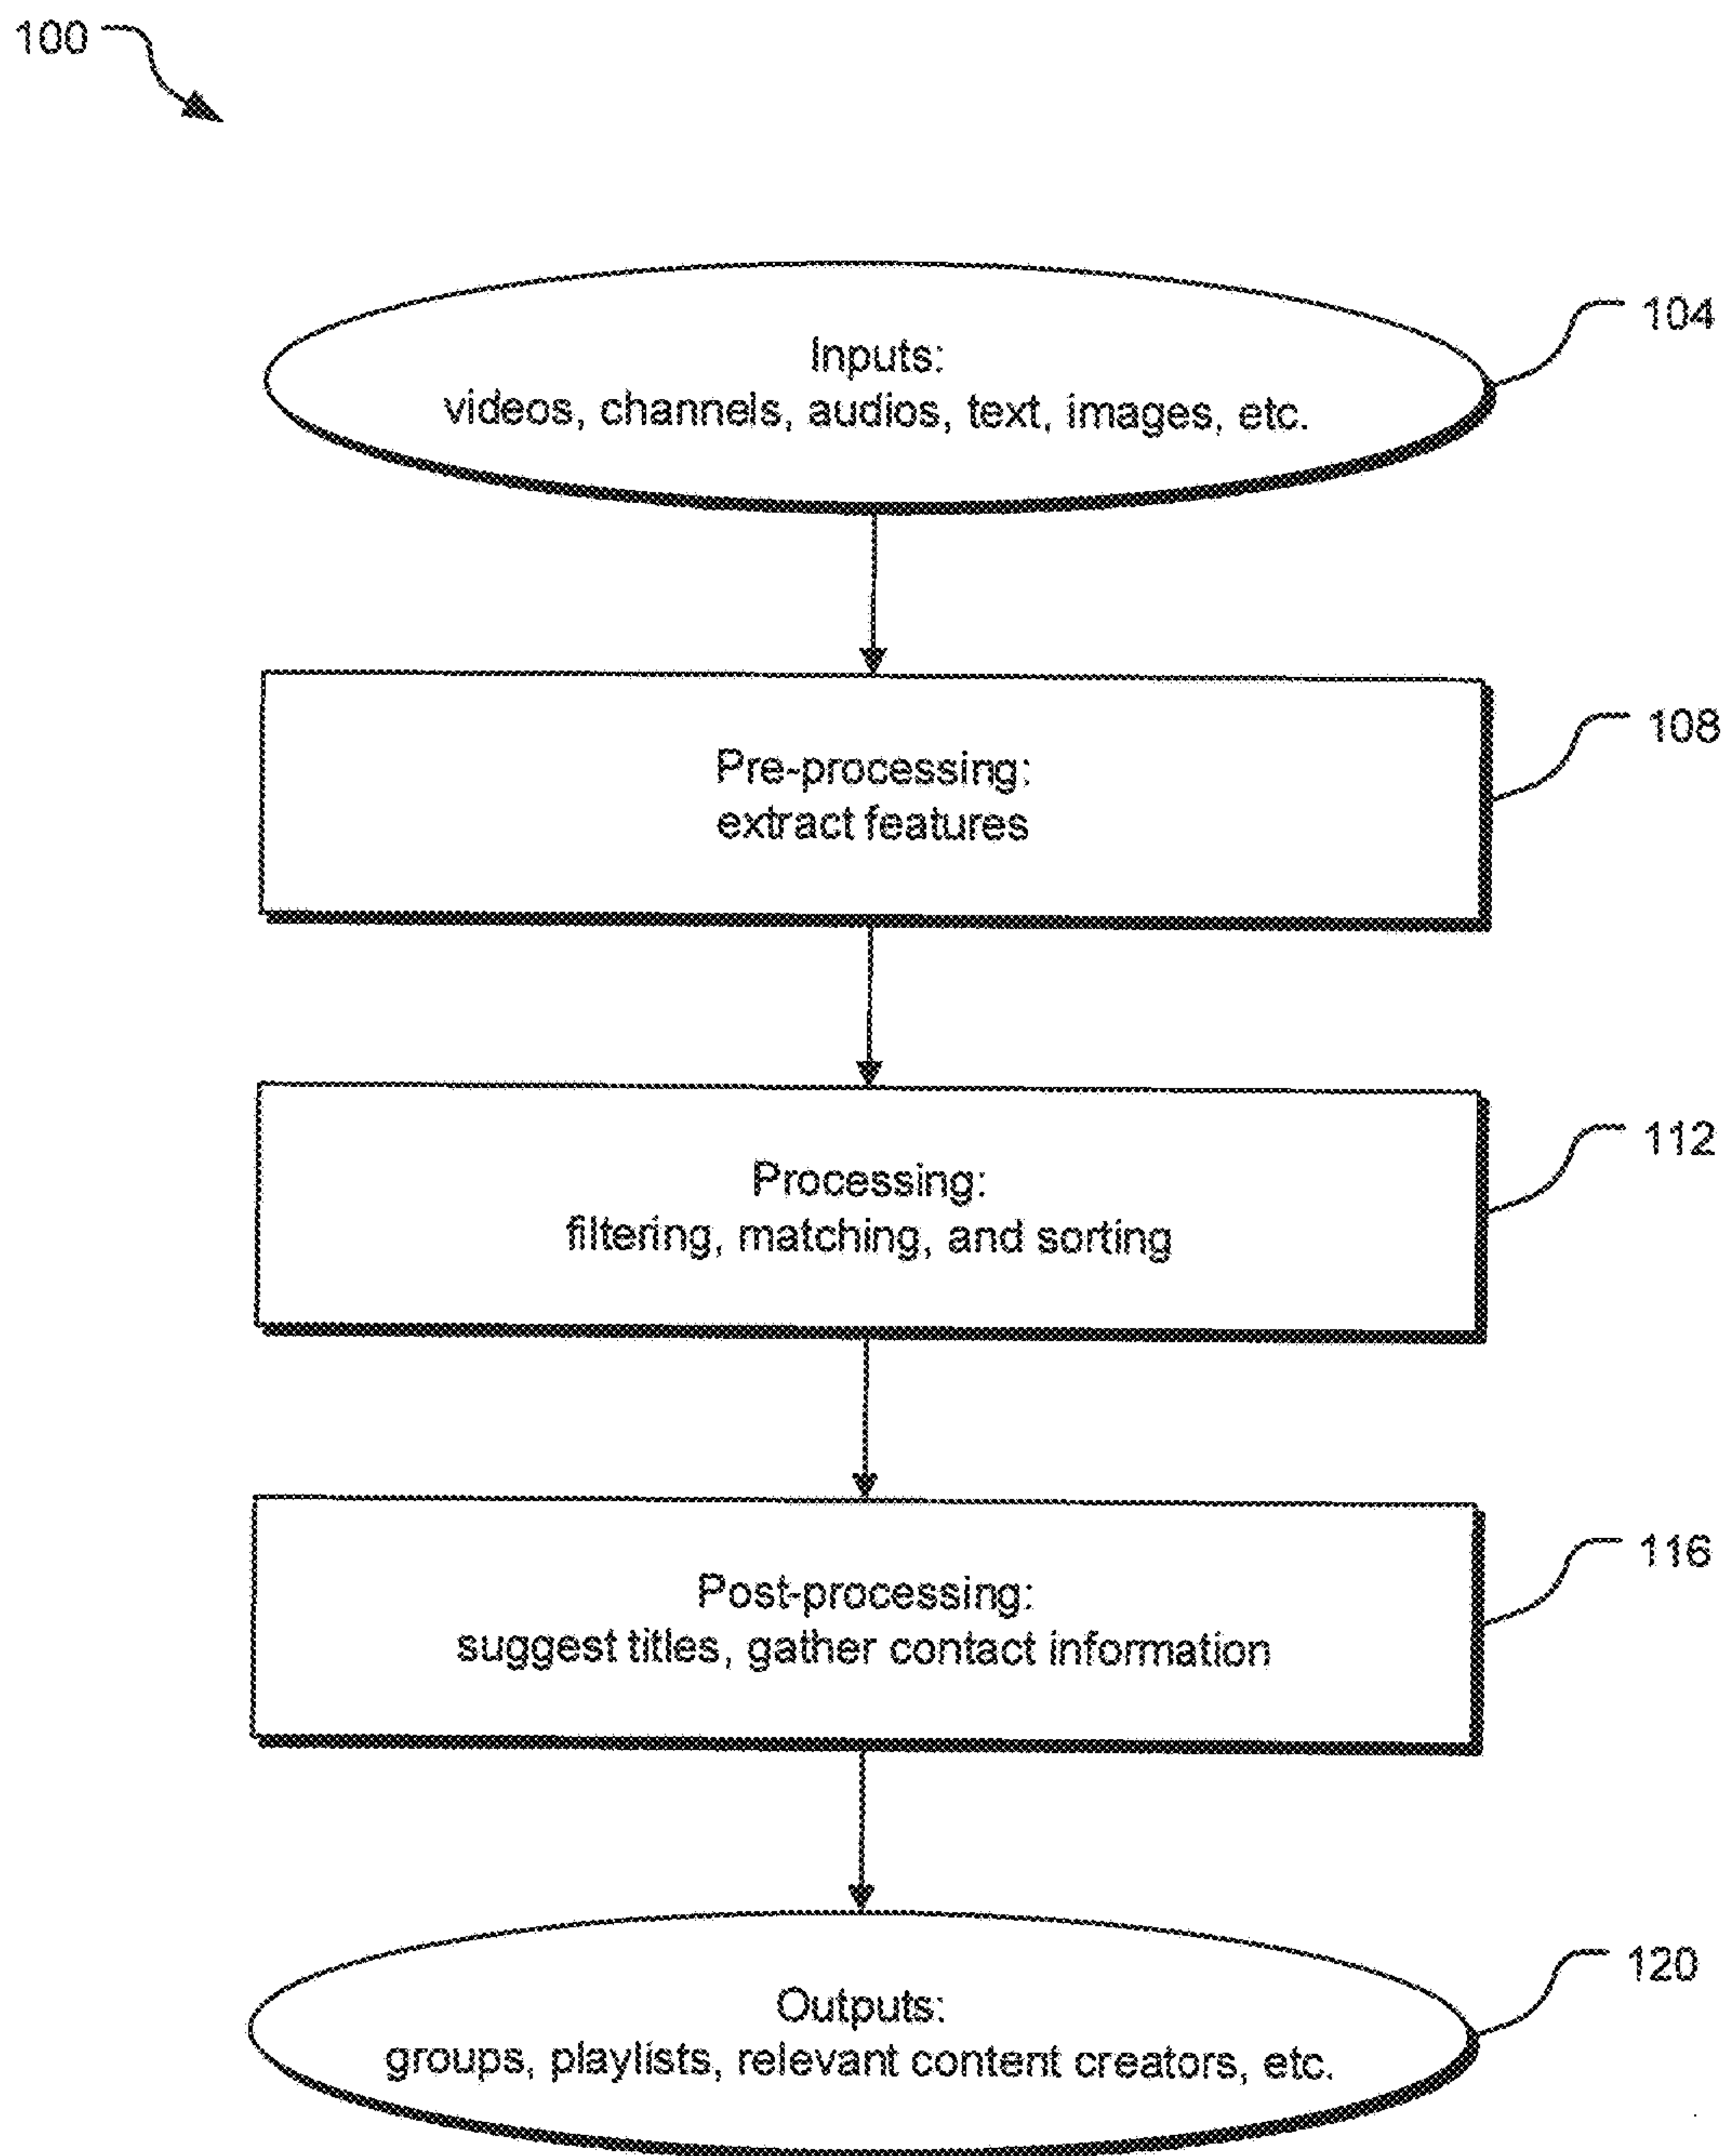 100
Inputs:
videos, channels, audios, text, images, etc.
104
Pre-processing:
extract features
108
Processing:
filtering, matching, and sorting
112
Post-processing:
suggest titles, gather contact information
116
Outputs:
groups, playlists, relevant content creators, etc.
120